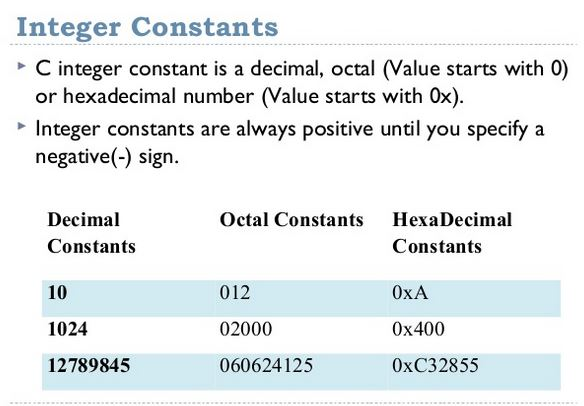 Integer Constants
C integer constant is a decimal, octal (Value starts with 0)
or hexadecimal number (Value starts with 0x).
Integer constants are always positive until you specify a
negative(-) sign.
Decimal Constants Octal Constants HexaDecimal Constants
10 012 0xA
1024 02000 0x400
12789845 060624125 0xC32855